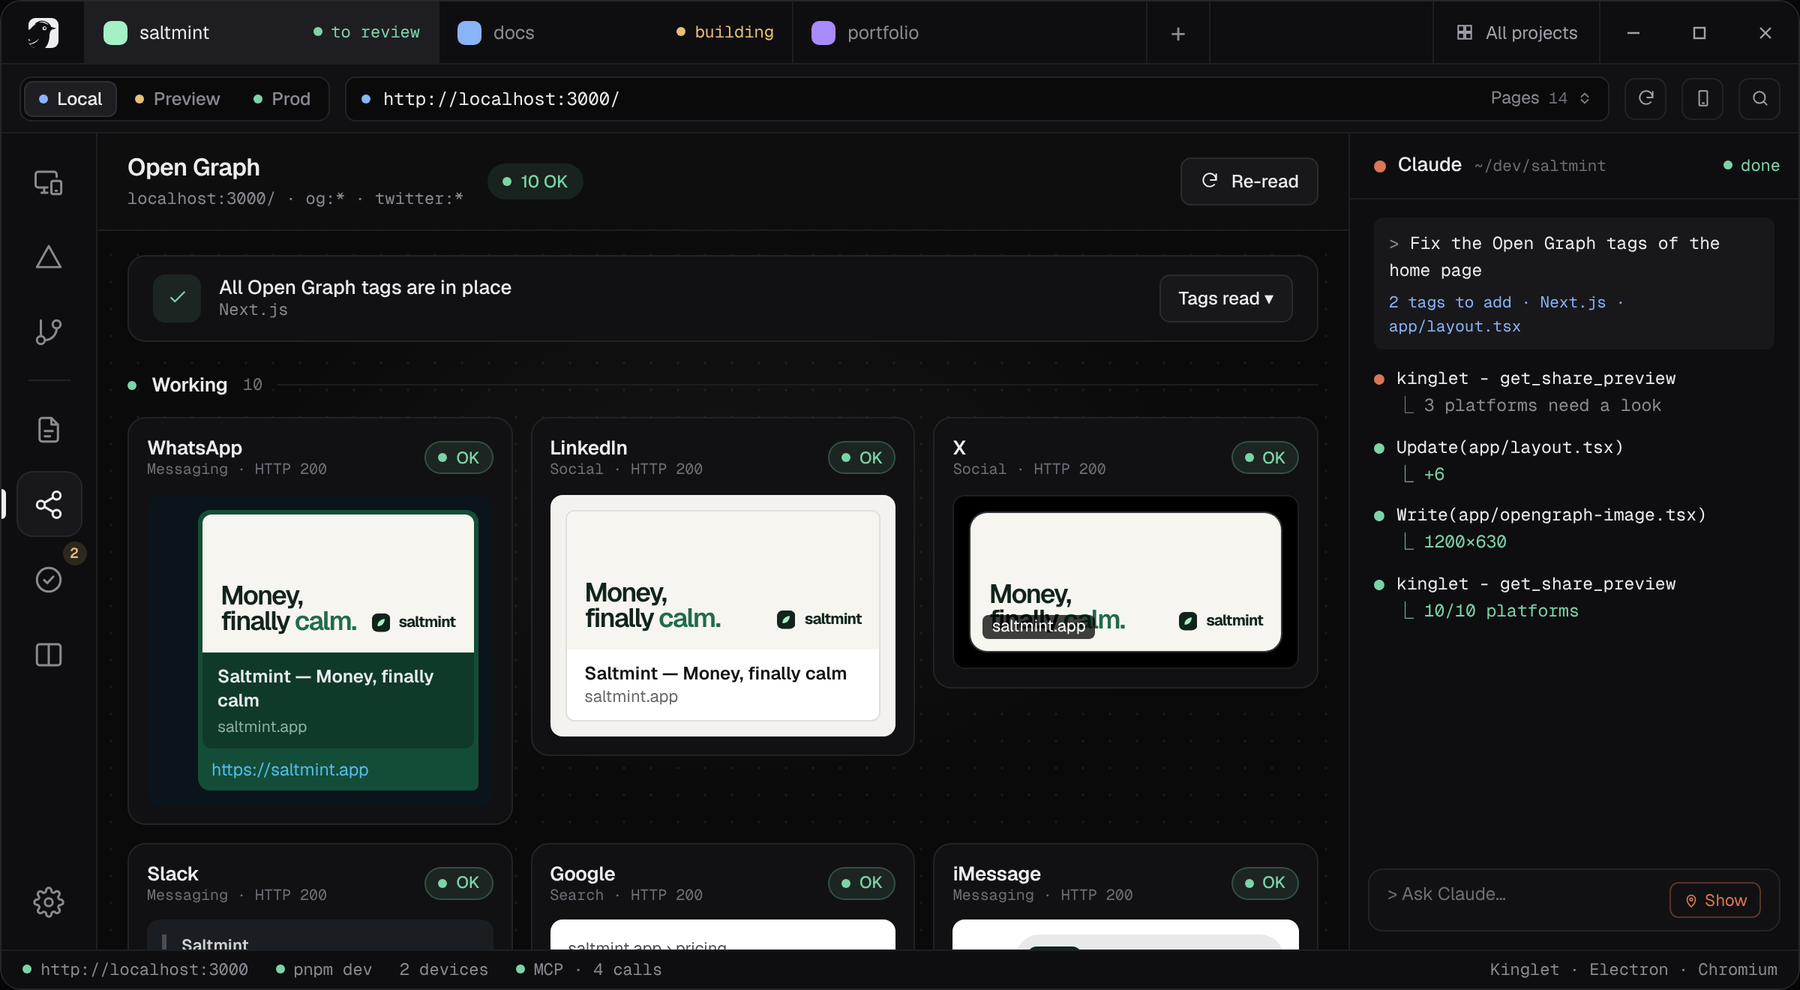 saltmint
to review
docs
building
portfolio
+
All projects
Local
Preview
Prod
http://localhost:3000/
Pages 14
Open Graph
localhost:3000/ · og:* · twitter:*
10 OK
Re-read
All Open Graph tags are in place
Next.js
Tags read ▾
Working 10
WhatsApp
Messaging · HTTP 200
OK
Money,
finally calm.
saltmint
Saltmint — Money, finally
calm
saltmint.app
https://saltmint.app
LinkedIn
Social · HTTP 200
OK
Money,
finally calm.
saltmint
Saltmint — Money, finally calm
saltmint.app
X
Social · HTTP 200
OK
Money,
finally calm.
saltmint.app
saltmint
Slack
Messaging · HTTP 200
OK
Saltmint
Google
Search · HTTP 200
OK
saltmint.app › pricing
iMessage
Messaging · HTTP 200
OK
2
Claude ~/dev/saltmint
done
> Fix the Open Graph tags of the
home page
2 tags to add · Next.js ·
app/layout.tsx
kinglet - get_share_preview
3 platforms need a look
Update(app/layout.tsx)
+6
Write(app/opengraph-image.tsx)
1200×630
kinglet - get_share_preview
10/10 platforms
> Ask Claude…
Show
http://localhost:3000
pnpm dev
2 devices
MCP · 4 calls
Kinglet · Electron · Chromium